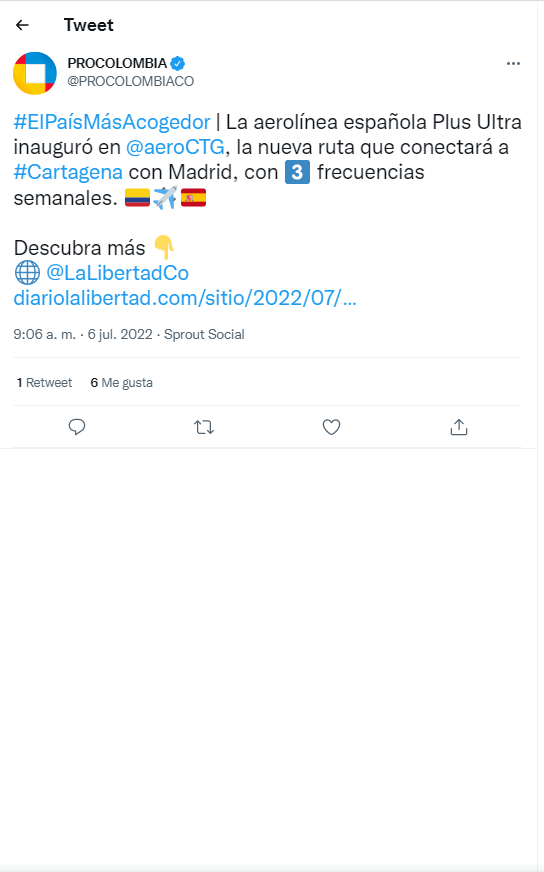 Tweet
PROCOLOMBIA
@PROCOLOMBIACO
#ElPaísMásAcogedor | La aerolínea española Plus Ultra
inauguró en @aeroCTG, la nueva ruta que conectará a
#Cartagena con Madrid, con 3 frecuencias
semanales.
Descubra más
@LaLibertadCo
diariolalibertad.com/sitio/2022/07/…
9:06 a. m. · 6 jul. 2022 · Sprout Social
1 Retweet 6 Me gusta